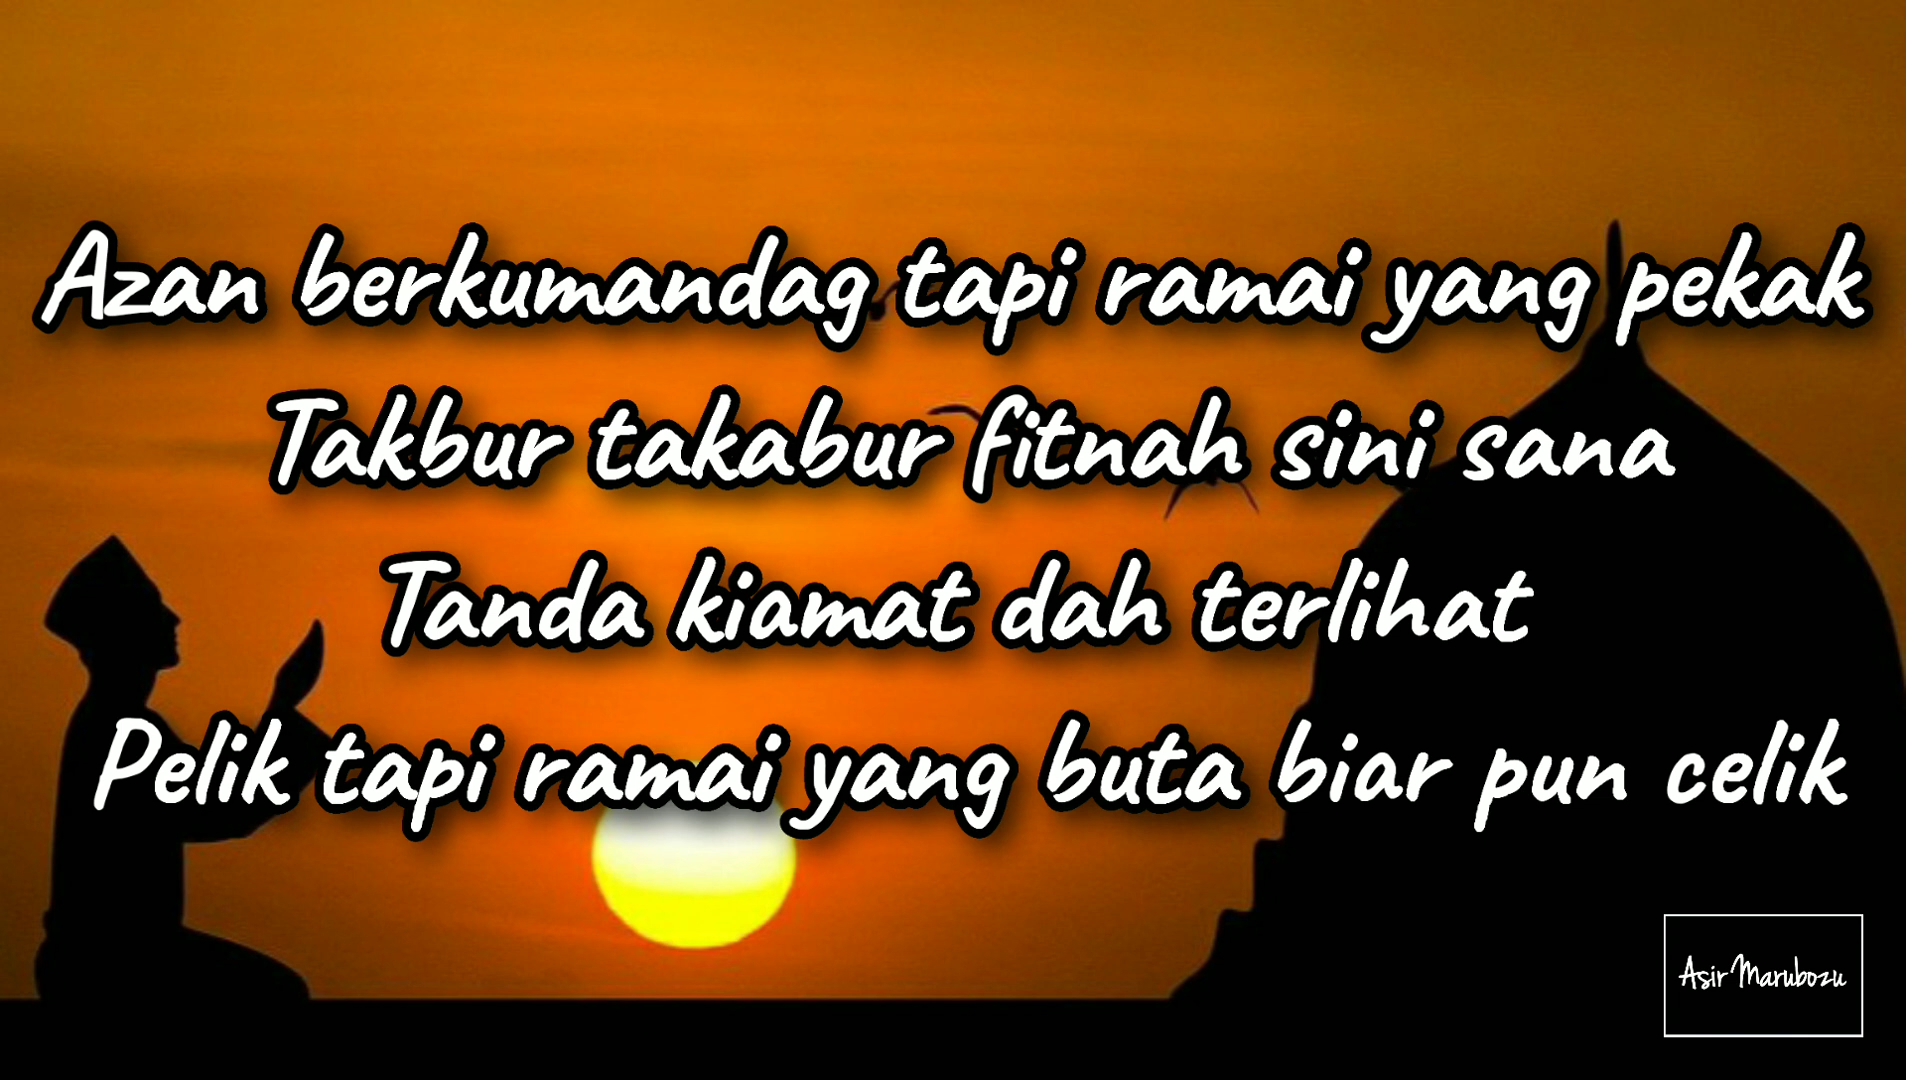 Azan berkumandag tapi ramai yang pekak
Takbur takabur fitnah sini sana
Tanda kiamat dah terlihat
Pelik tapi ramai yang buta biar pun celik
Asir Marubozu